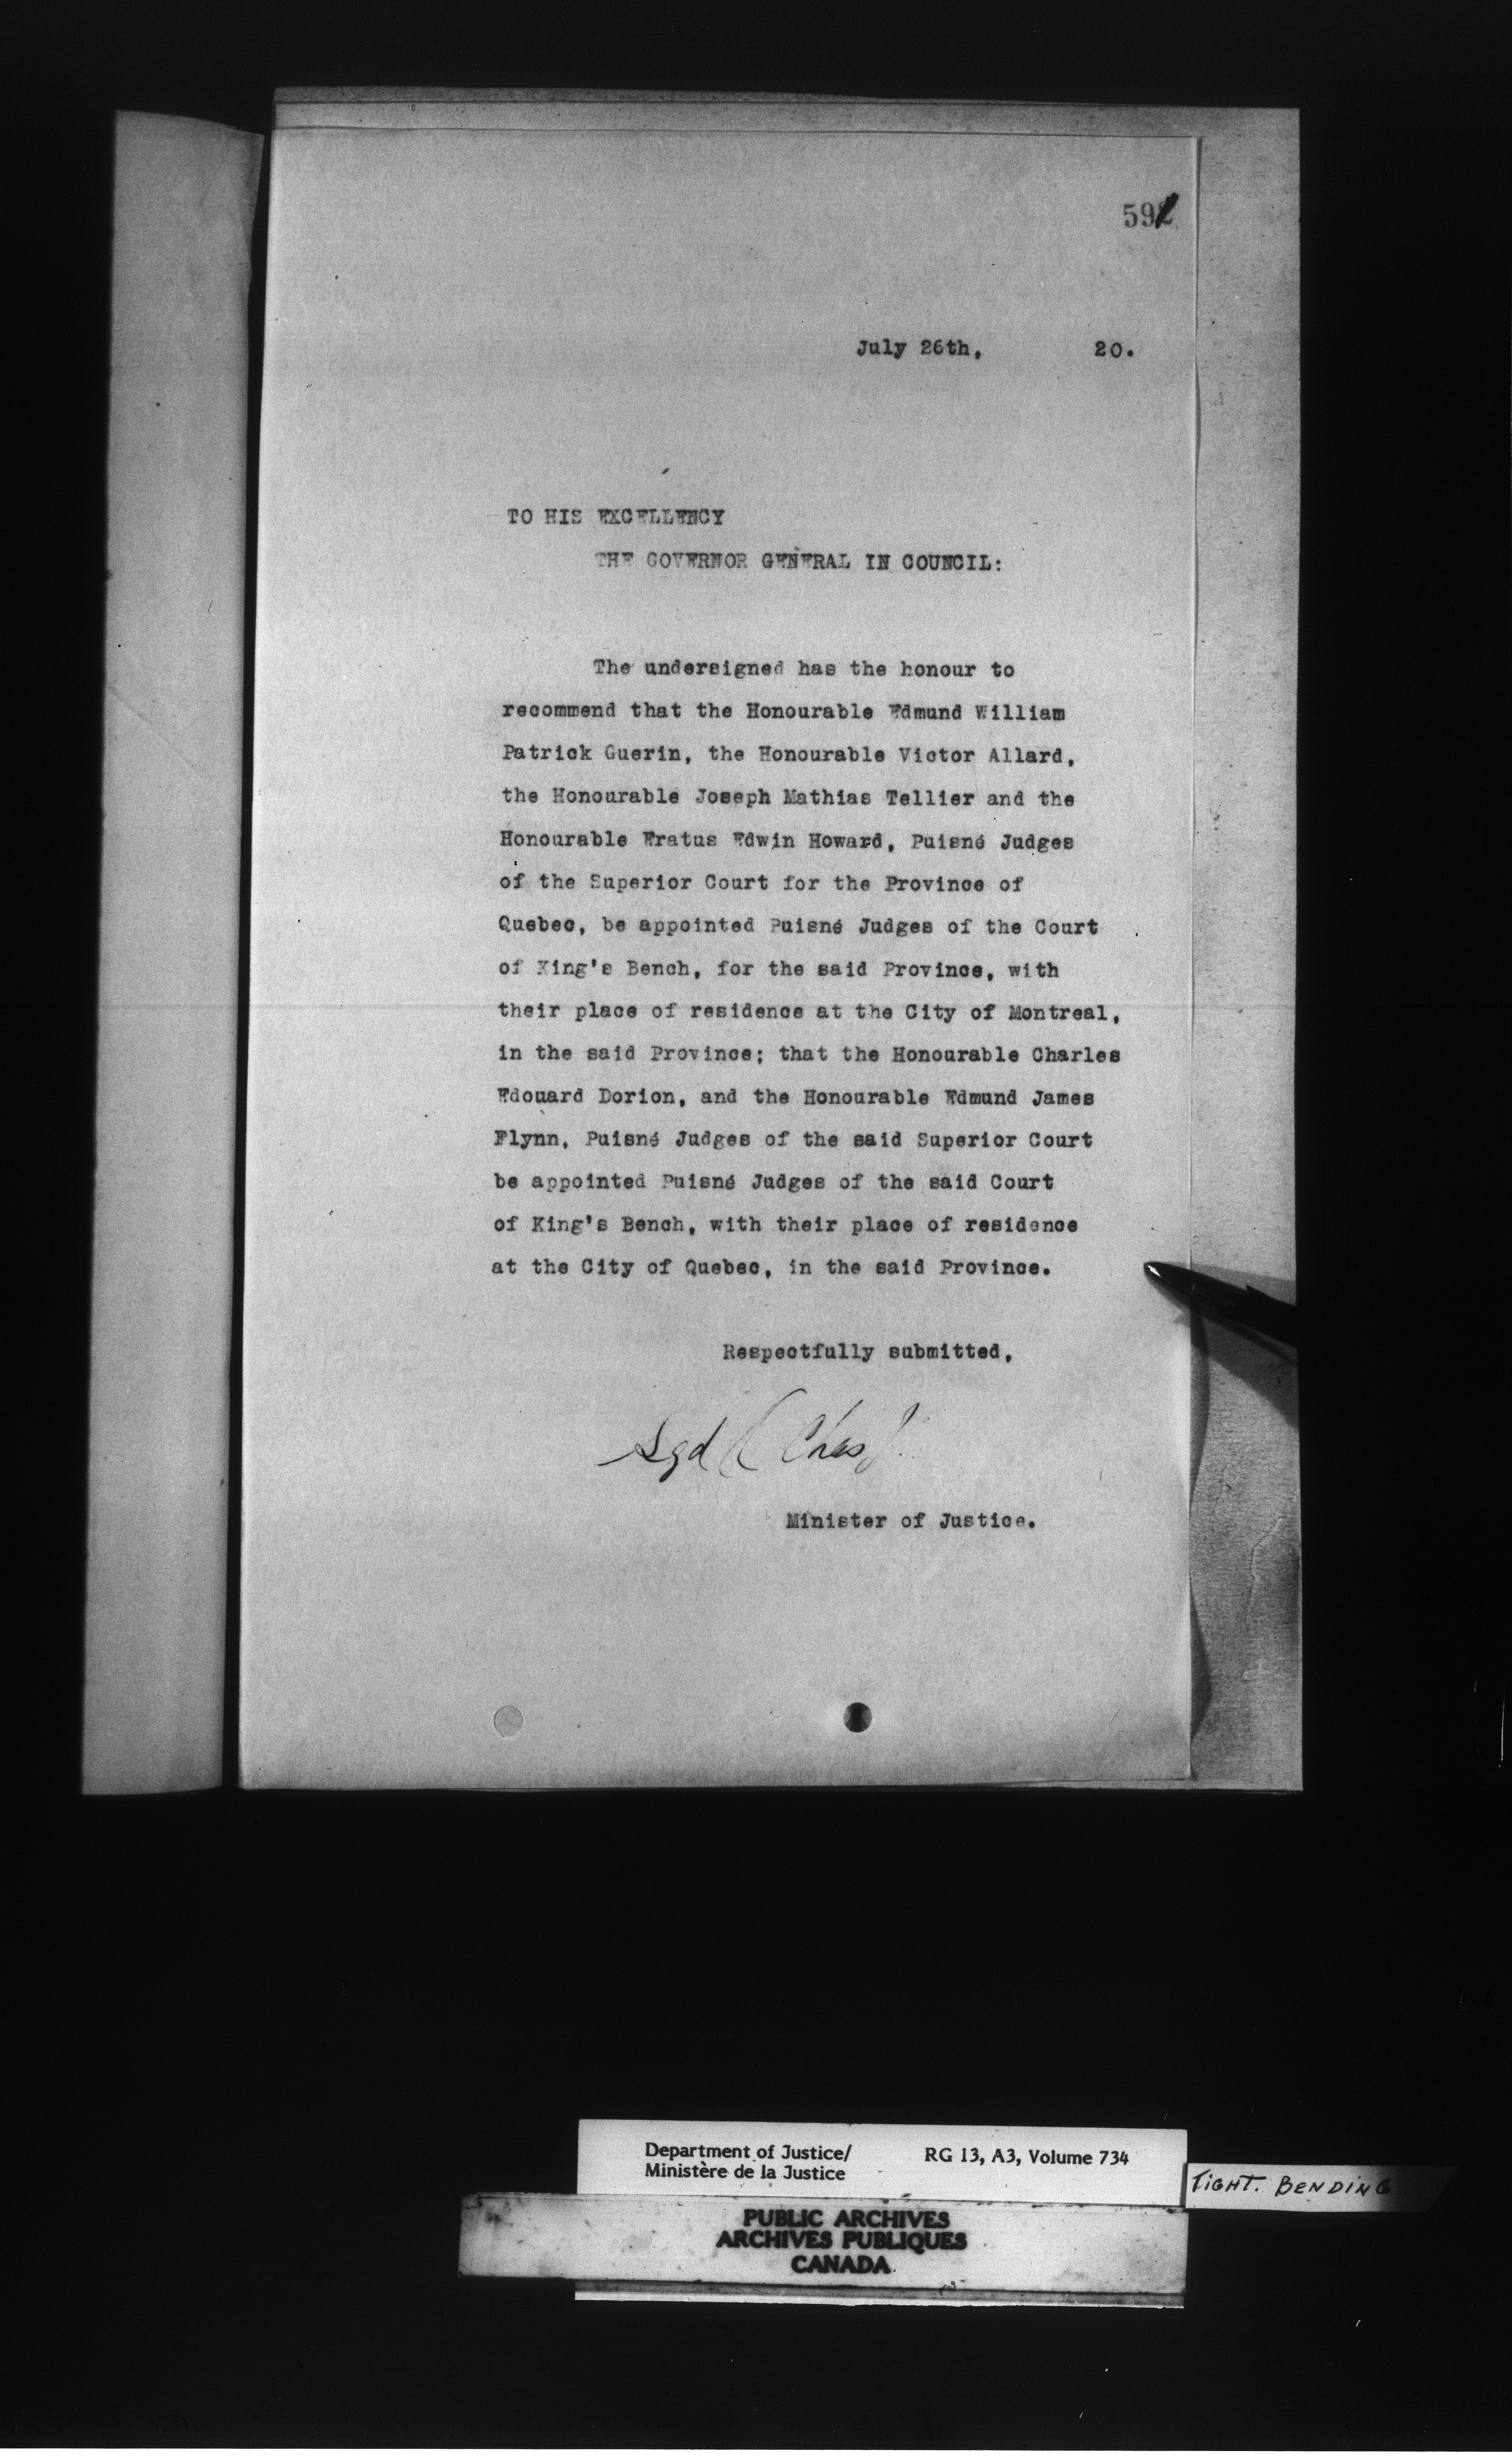 591
July 26th, 20.
TO HIS EXCELLENCY
THE GOVERNOR GENERAL IN COUNCIL:
The undersigned has the honour to
recommend that the Honourable Edmund William
Patrick Guerin, the Honourable Victor Allard,
the Honourable Joseph Mathias Tellier and the
Honourable Eratus Edwin Howard, Puisné Judges
of the Superior Court for the Province of
Quebec, be appointed Puisné Judges of the Court
of King's Bench, for the said Province, with
their place of residence at the City of Montreal,
in the said Province; that the Honourable Charles
Edouard Dorion, and the Honourable Edmund James
Flynn, Puisné Judges of the said Superior Court
be appointed Puisné Judges of the said Court
of King's Bench, with their place of residence
at the City of Quebec, in the said Province.
Respectfully submitted,
Sgd (Chas J.
Minister of Justice.
Department of Justice/ RG 13, A3, Volume 734
Ministère de la Justice
TIGHT. BENDING
PUBLIC ARCHIVES
ARCHIVES PUBLIQUES
CANADA